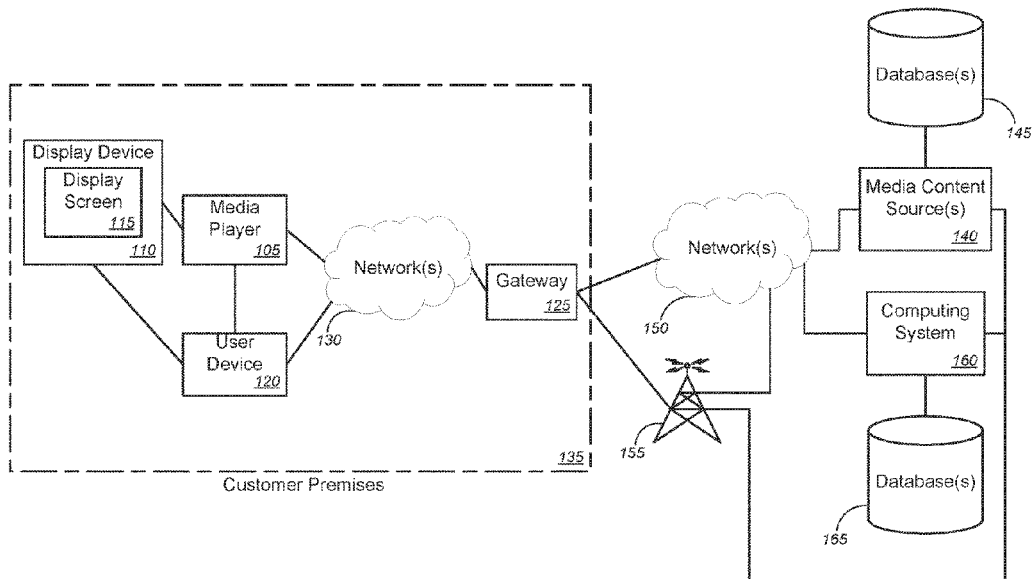 Database(s)
145
Display Device
Display
Screen
115
110
Media
Player
105
Network(s)
130
Gateway
125
User
Device
120
135
Customer Premises
Network(s)
150
155
Media Content
Source(s)
140
Computing
System
160
Database(s)
165